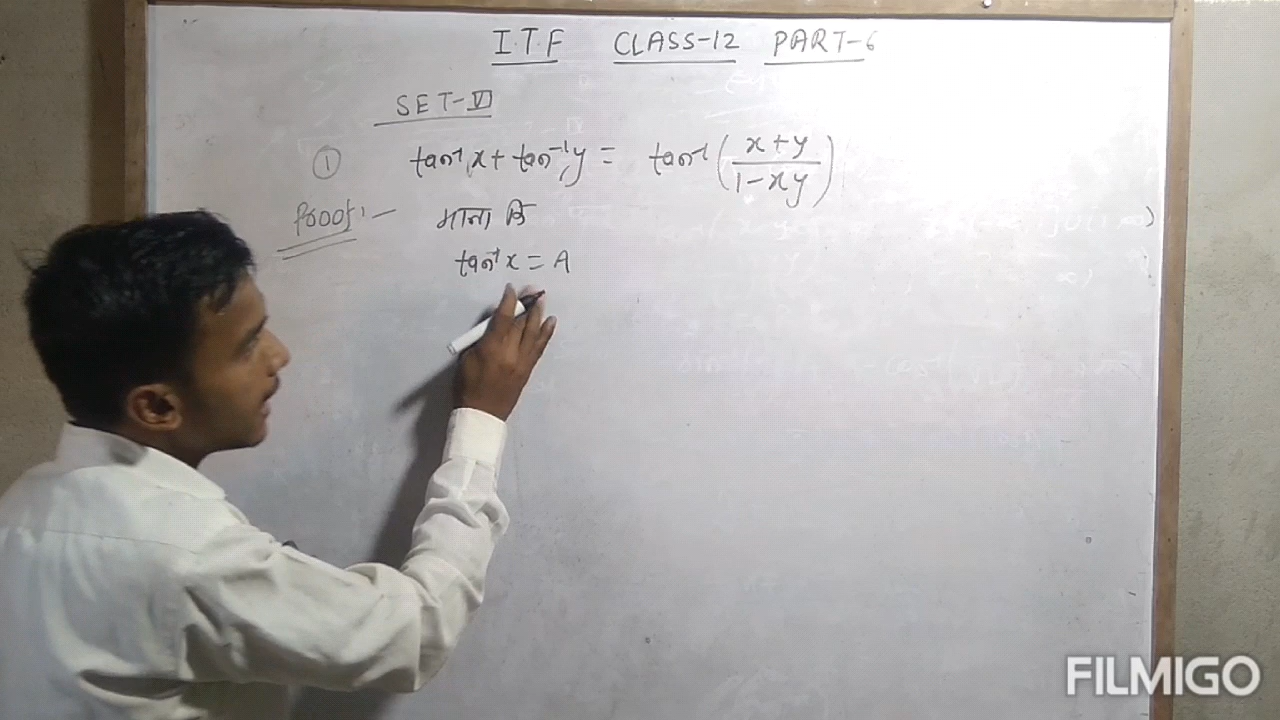 I.T.F CLASS-12 PART-6
SET-VI
① tan⁻¹x + tan⁻¹y = tan⁻¹(x+y/1-xy)
Proof:- माना कि
tan⁻¹x = A
FILMIGO